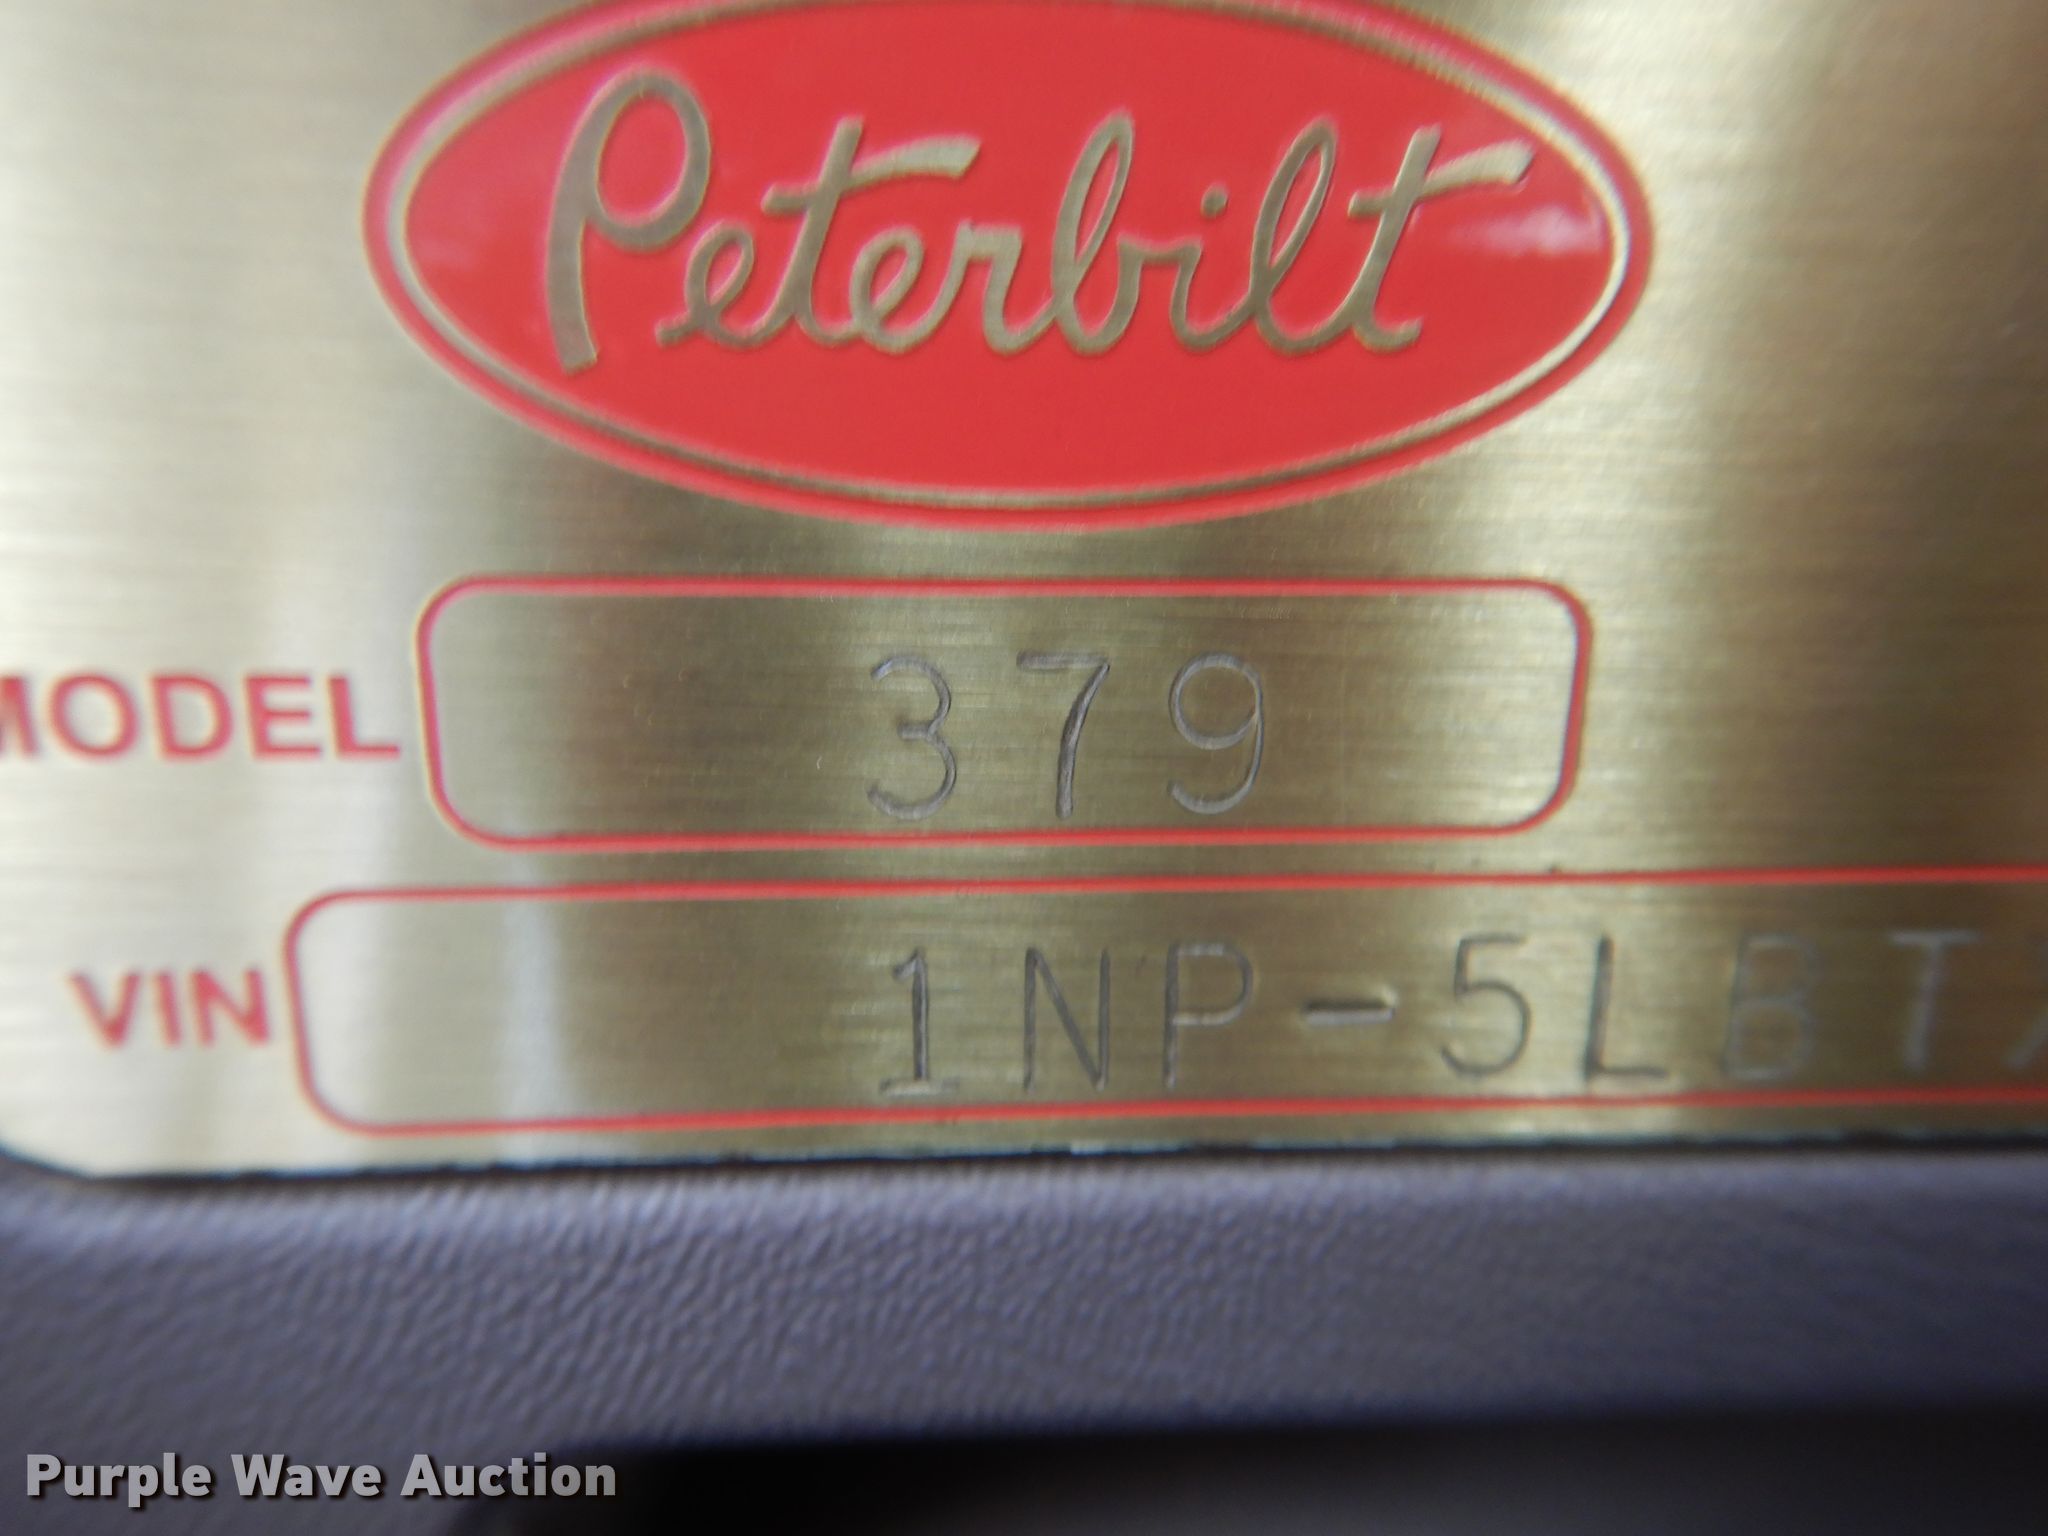 Peterbilt
MODEL 379
VIN 1NP-5LBT
Purple Wave Auction